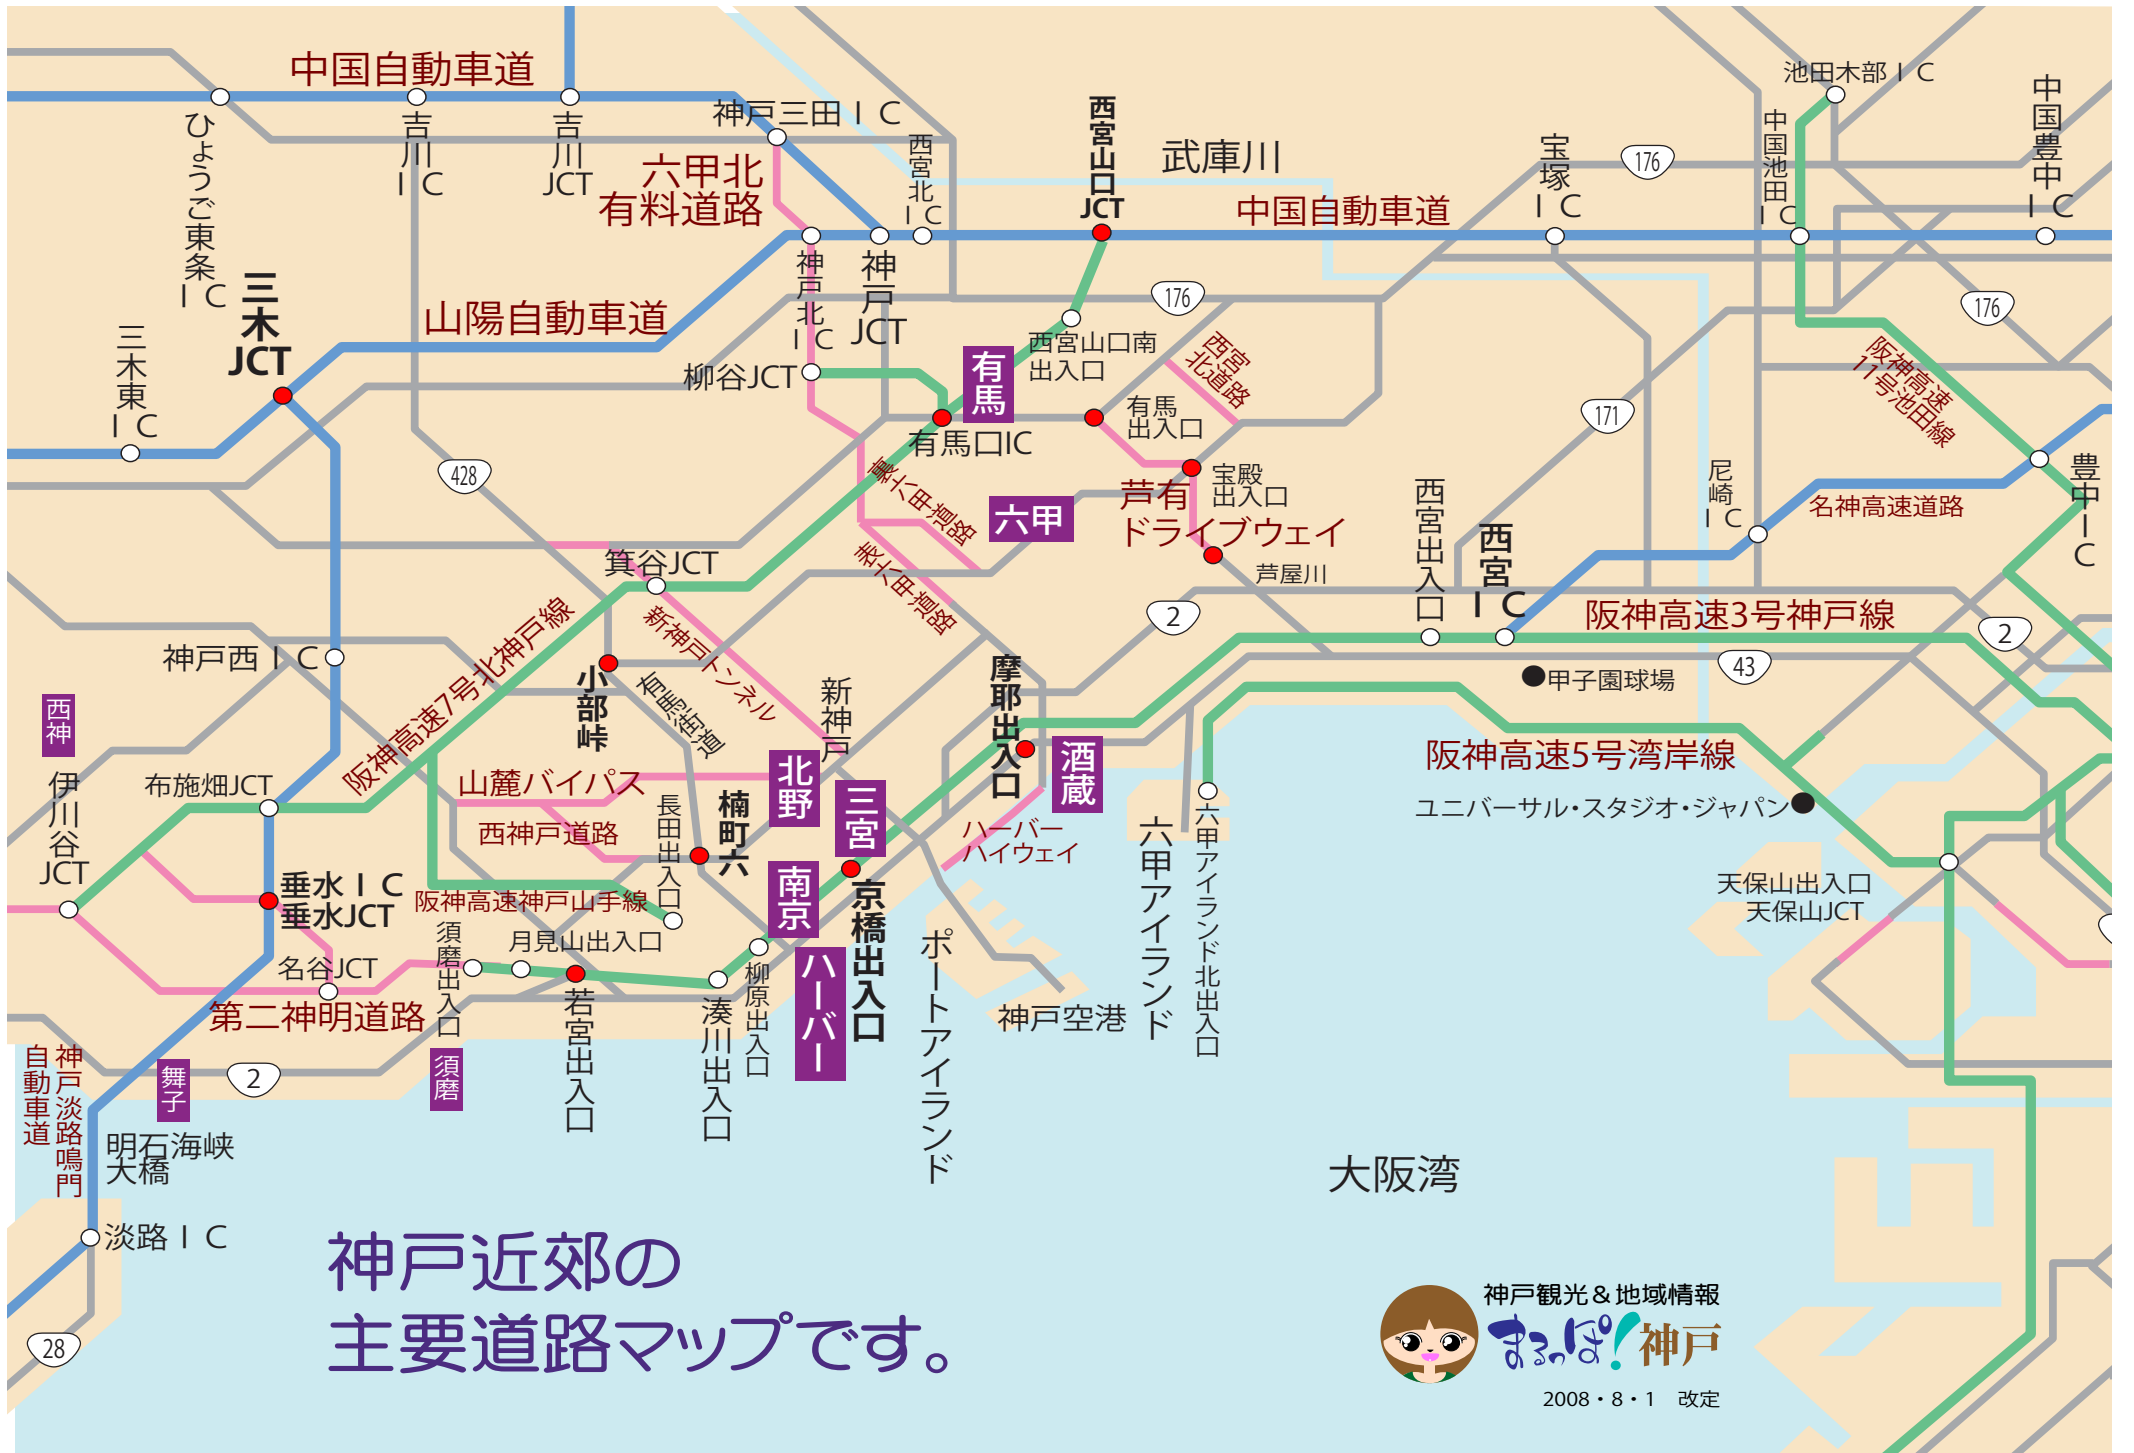 中国自動車道
池田木部ＩＣ
神戸三田ＩＣ
ひょうご東条ＩＣ
吉川ＩＣ
吉川JCT
六甲北
有料道路
西宮北ＩＣ
西宮山口JCT
武庫川
中国自動車道
宝塚ＩＣ
176
中国池田ＩＣ
中国豊中ＩＣ
三木JCT
三木東ＩＣ
山陽自動車道
神戸北ＩＣ
神戸JCT
柳谷JCT
有馬
西宮山口南
出入口
176
西宮
北道路
有馬
出入口
有馬口IC
171
176
阪神高速
11号池田線
428
裏六甲道路
表六甲道路
六甲
宝殿
出入口
芦有
ドライブウェイ
芦屋川
西宮出入口
西宮ＩＣ
尼崎ＩＣ
名神高速道路
豊中ＩＣ
箕谷JCT
阪神高速7号北神戸線
新神戸トンネル
神戸西ＩＣ
小部峠
有馬街道
新神戸
摩耶出入口
2
阪神高速3号神戸線
2
43
甲子園球場
西神
伊川谷JCT
布施畑JCT
山麓バイパス
西神戸道路
長田出入口
楠町六
北野
三宮
酒蔵
ハーバー
ハイウェイ
阪神高速5号湾岸線
ユニバーサル・スタジオ・ジャパン
六甲アイランド
六甲アイランド北出入口
天保山出入口
天保山JCT
垂水ＩＣ
垂水JCT
阪神高速神戸山手線
月見山出入口
南京
ハーバー
京橋出入口
ポートアイランド
神戸空港
名谷JCT
第二神明道路
須磨出入口
須磨
若宮出入口
湊川出入口
柳原出入口
神戸淡路鳴門
自動車道
舞子
2
明石海峡
大橋
淡路ＩＣ
28
大阪湾
神戸近郊の
主要道路マップです。
神戸観光＆地域情報
まるっぽ！神戸
2008・8・1　改定